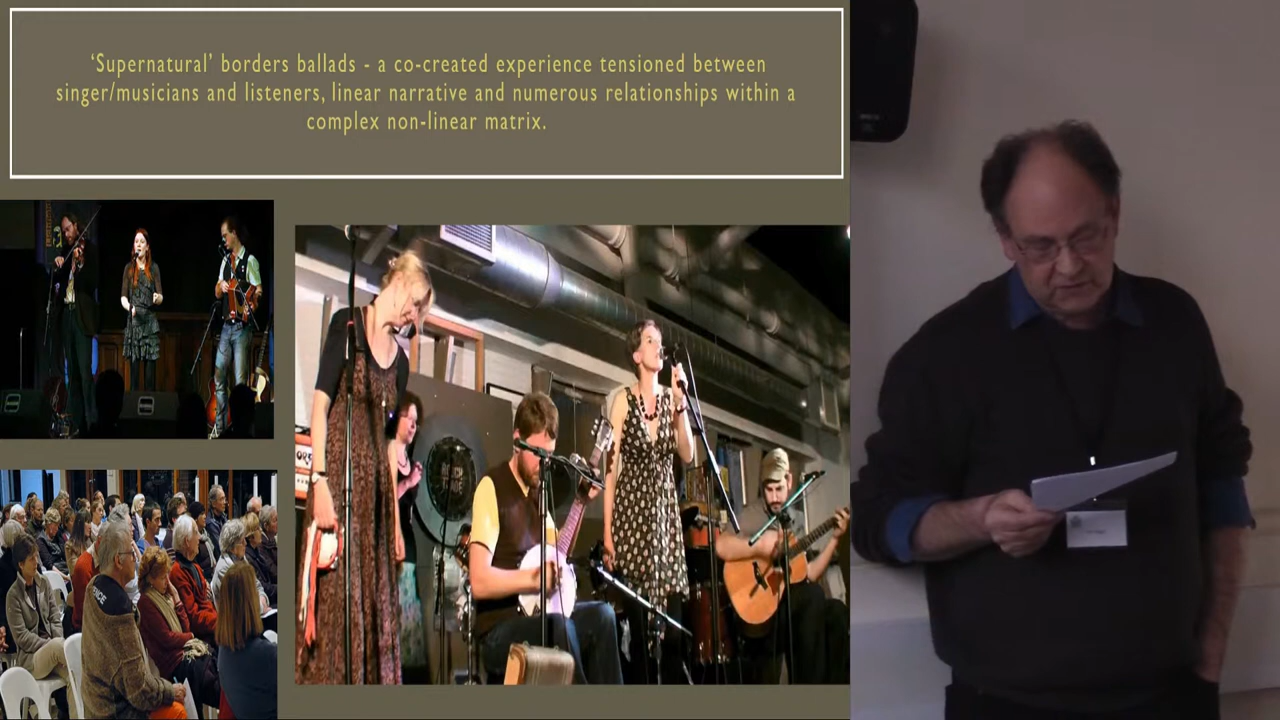 ‘Supernatural’ borders ballads - a co-created experience tensioned between
singer/musicians and listeners, linear narrative and numerous relationships within a
complex non-linear matrix.